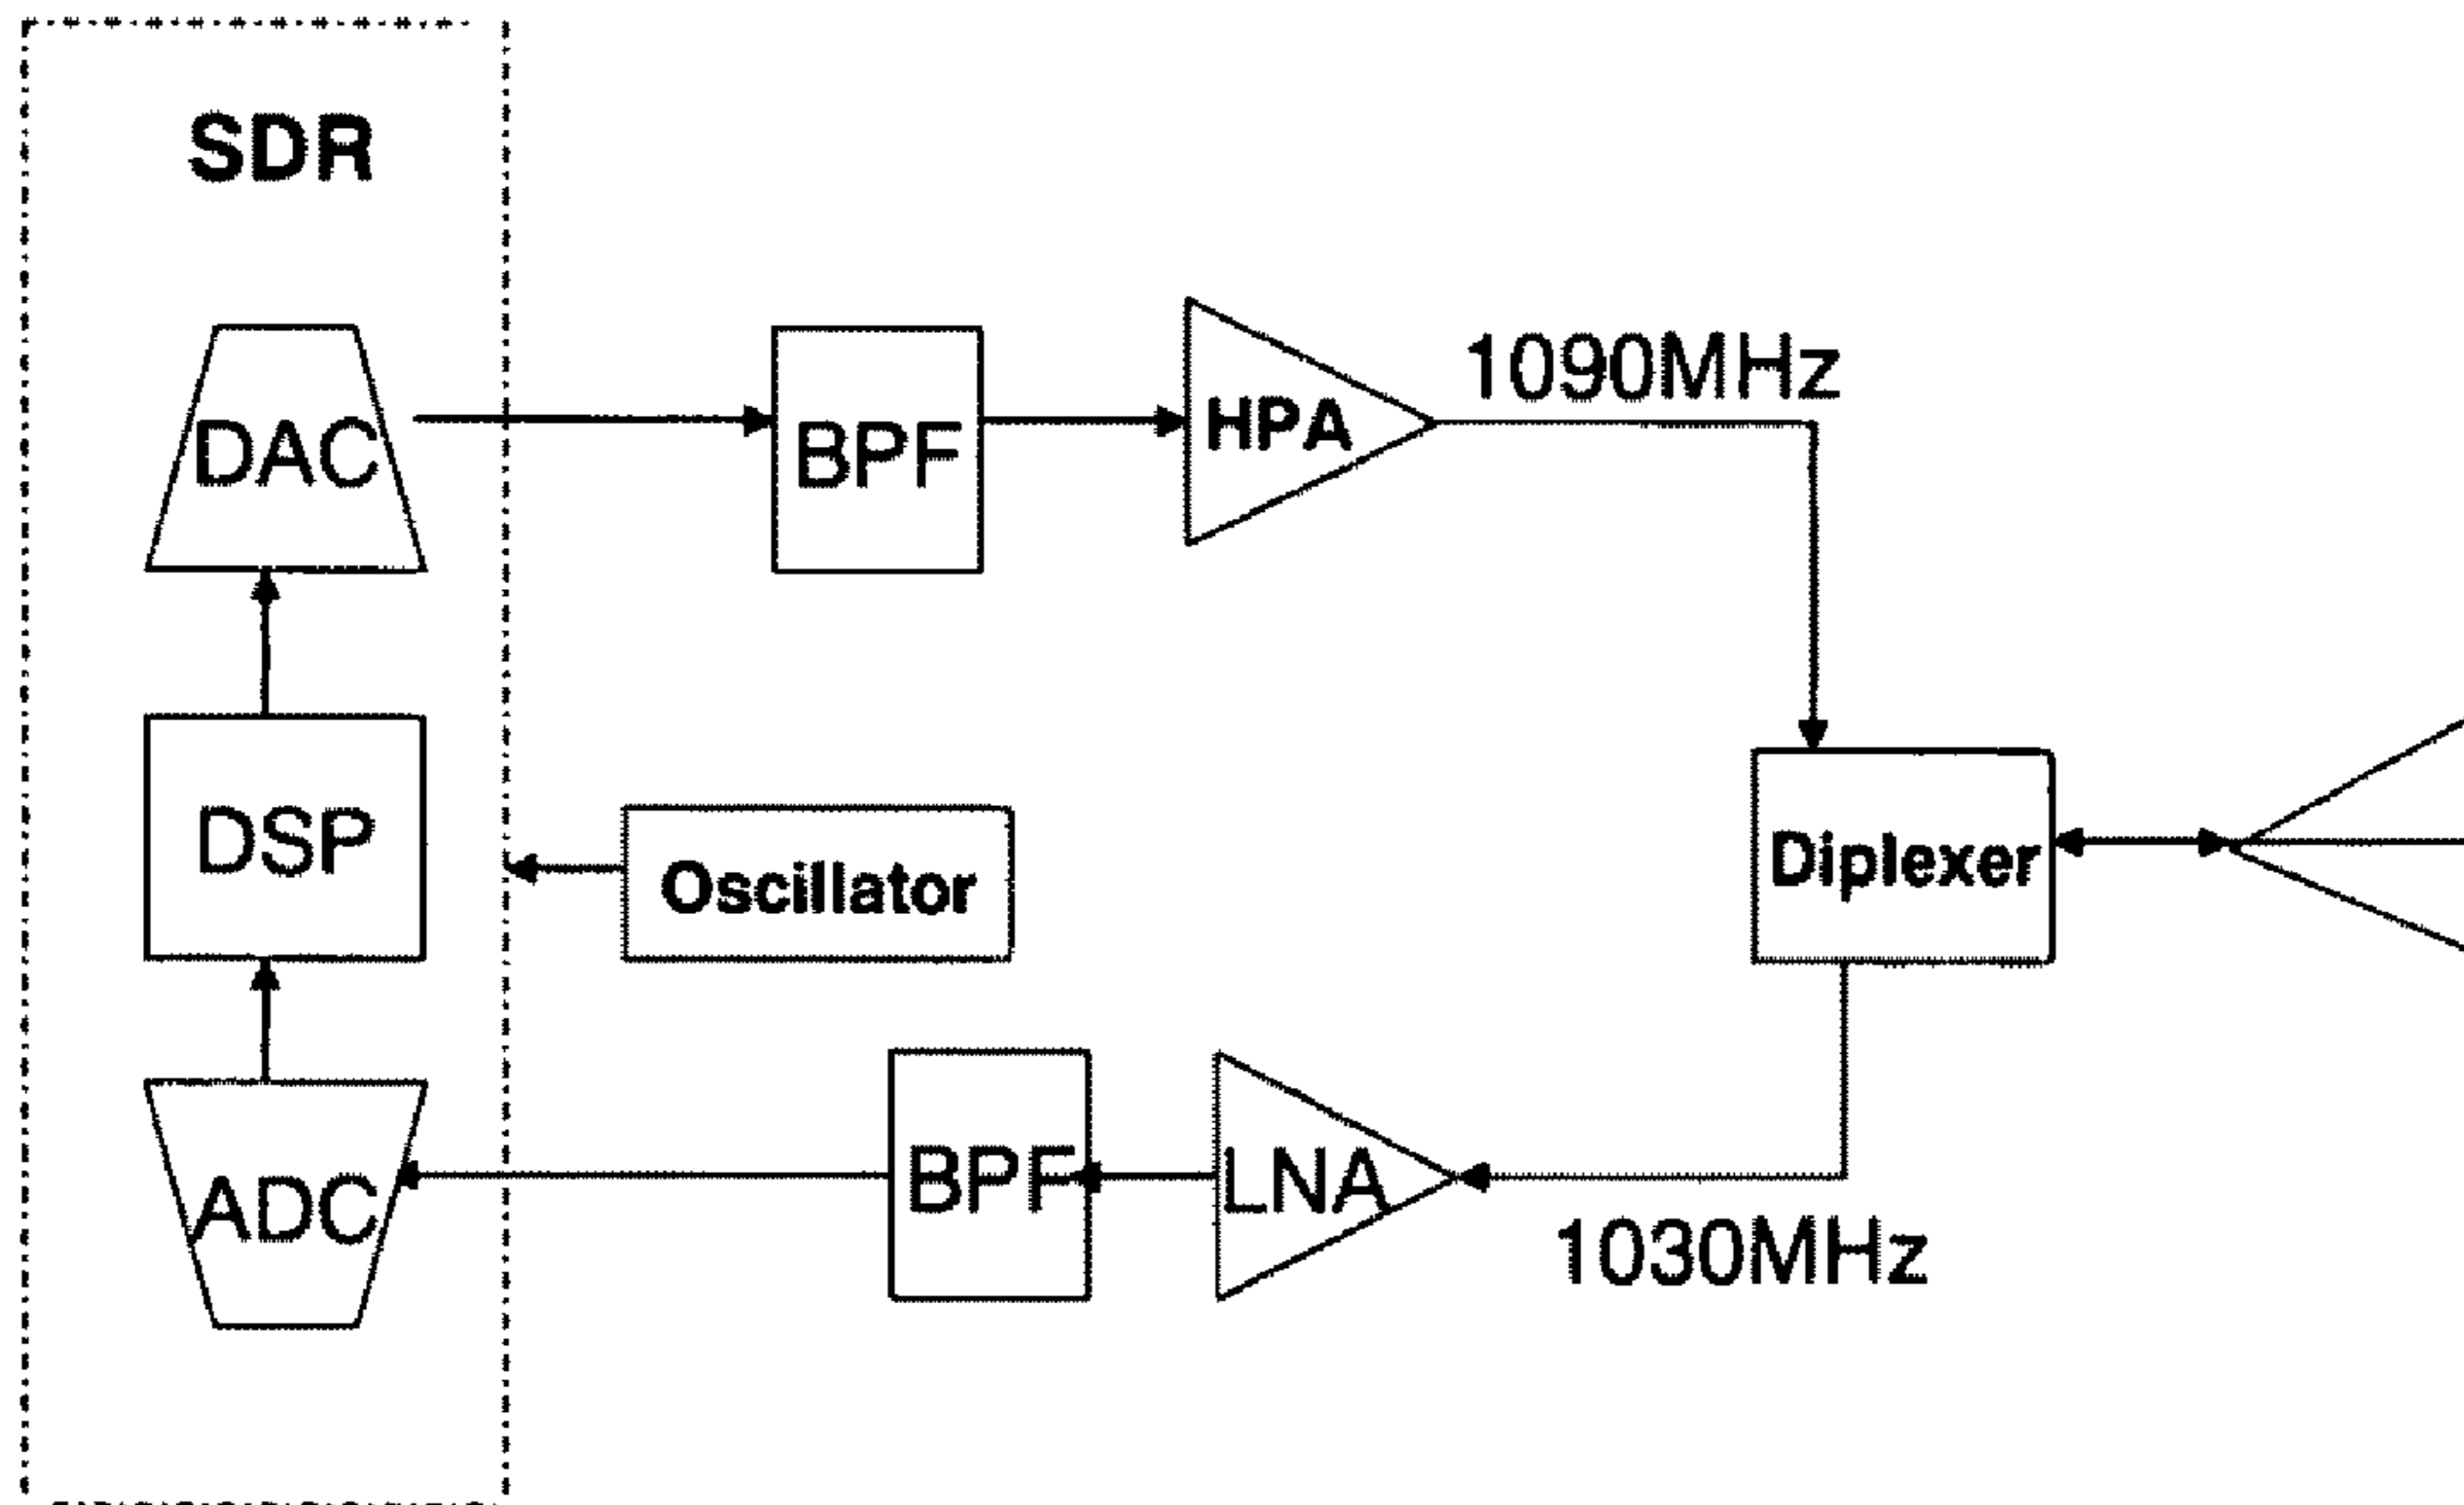 SDR
DAC
BPF
HPA
1090MHz
DSP
Oscillator
Diplexer
ADC
BPF
LNA
1030MHz